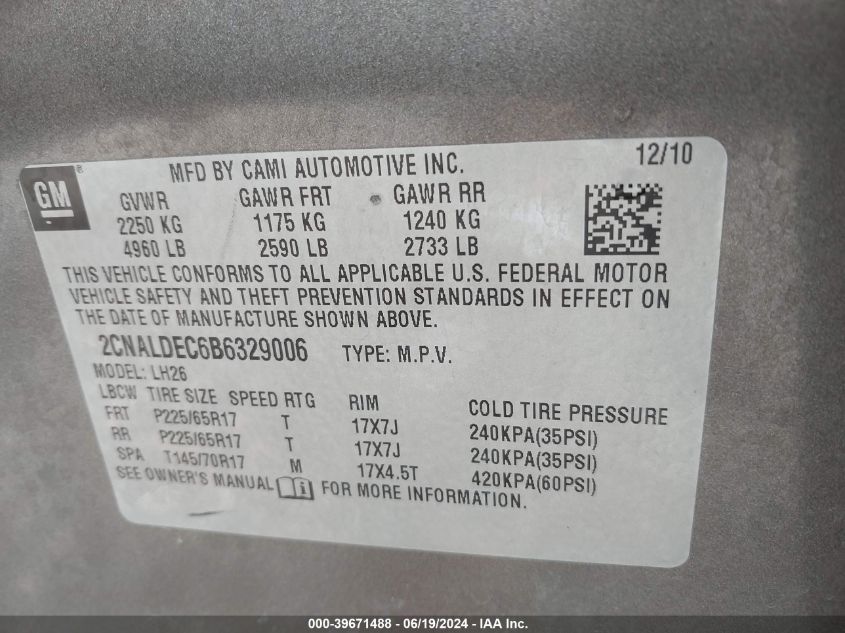 GM ®
MFD BY CAMI AUTOMOTIVE INC. 12/10
GVWR GAWR FRT GAWR RR
2250 KG 1175 KG 1240 KG
4960 LB 2590 LB 2733 LB
THIS VEHICLE CONFORMS TO ALL APPLICABLE U.S. FEDERAL MOTOR
VEHICLE SAFETY AND THEFT PREVENTION STANDARDS IN EFFECT ON
THE DATE OF MANUFACTURE SHOWN ABOVE.
2CNALDEC6B6329006 TYPE: M.P.V.
MODEL: LH26
LBCW TIRE SIZE SPEED RTG RIM COLD TIRE PRESSURE
FRT P225/65R17 T 17X7J 240KPA(35PSI)
RR P225/65R17 T 17X7J 240KPA(35PSI)
SPA T145/70R17 M 17X4.5T 420KPA(60PSI)
SEE OWNER'S MANUAL i FOR MORE INFORMATION.
000-39671488 - 06/19/2024 - IAA Inc.